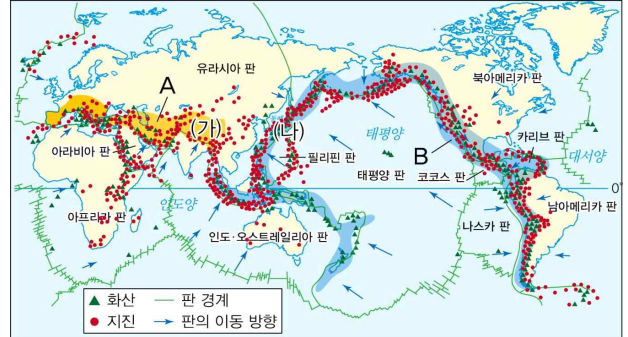 유라시아 판
북아메리카 판
A
(가)
(나)
태평양
카리브 판
대서양
아라비아 판
필리핀 판
B
태평양 판
코코스 판
0°
아프리카 판
인도양
남아메리카 판
나스카 판
인도·오스트레일리아 판
▲ 화산 — 판 경계
● 지진 → 판의 이동 방향